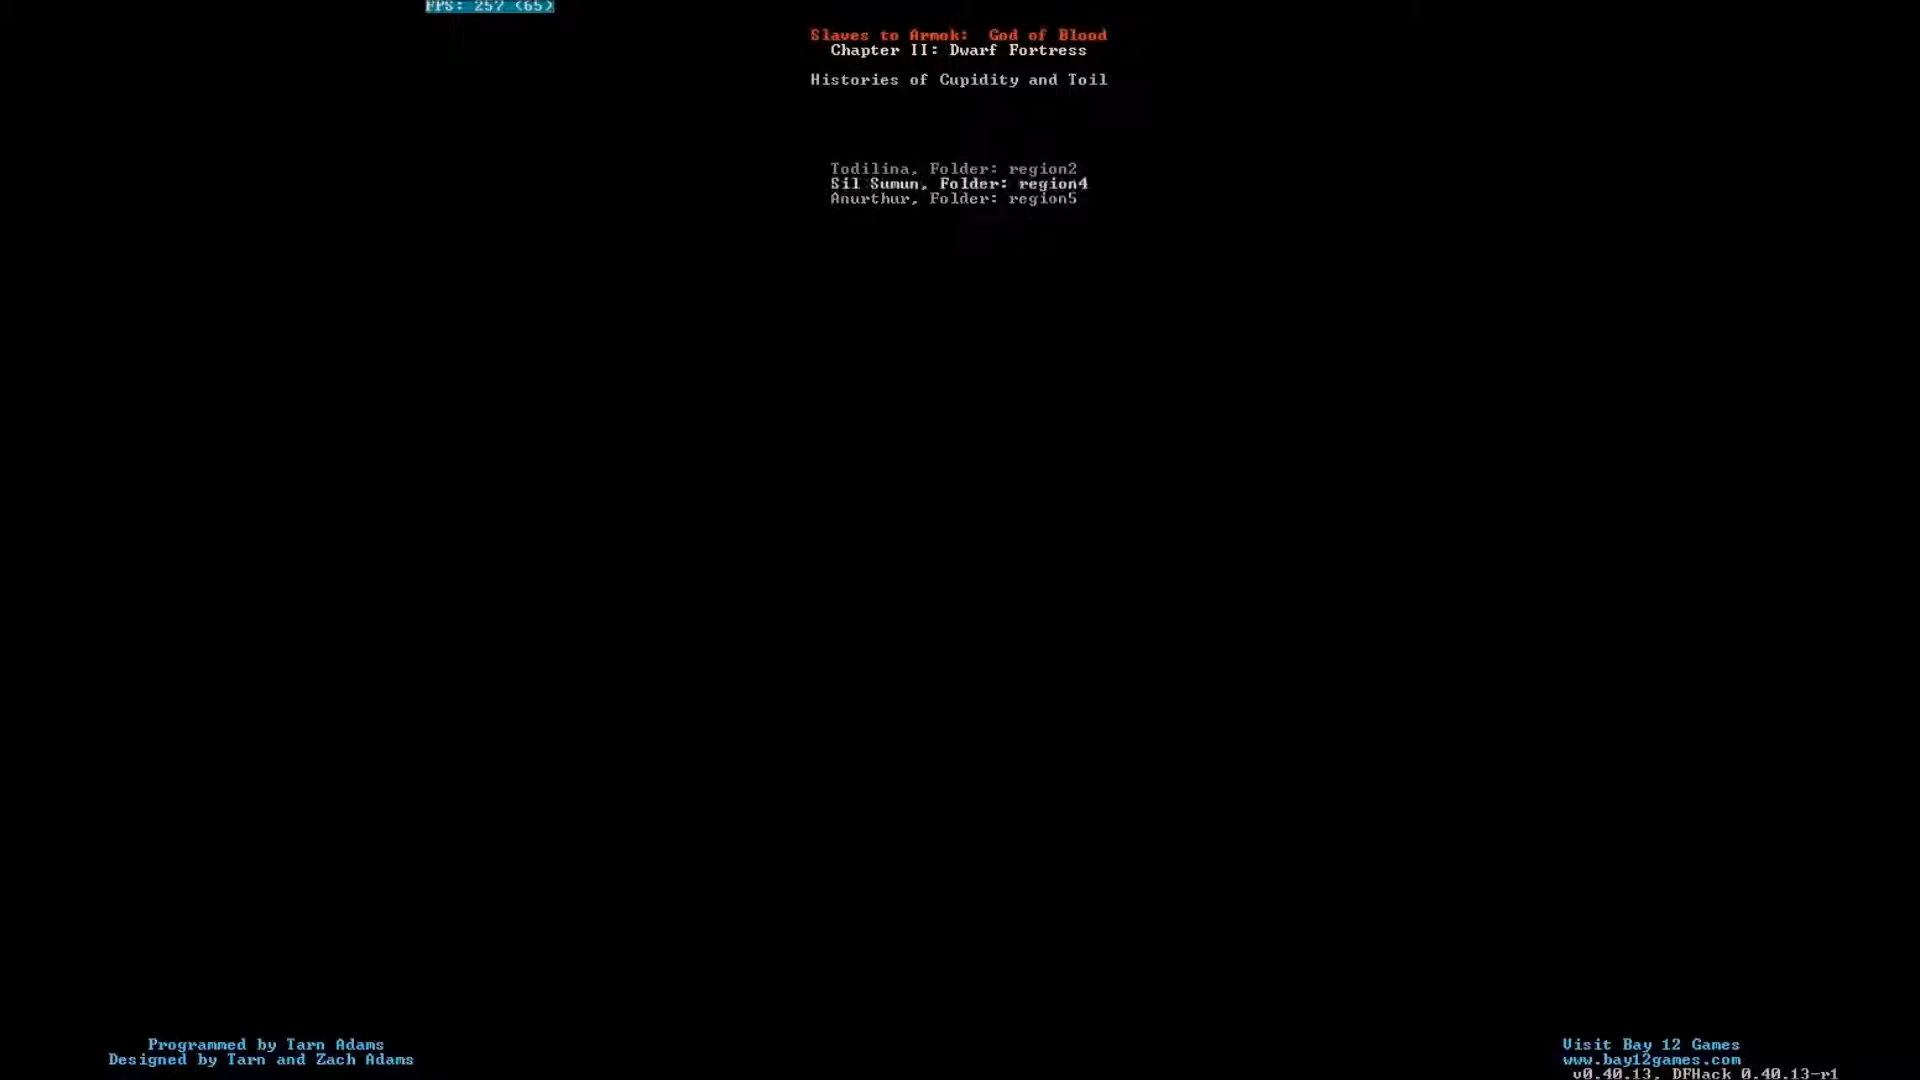 FPS: 257 (65)
Slaves to Armok:  God of Blood
Chapter II: Dwarf Fortress
Histories of Cupidity and Toil
Todilina, Folder: region2
Sil Sumun, Folder: region4
Anurthur, Folder: region5
Programmed by Tarn Adams
Designed by Tarn and Zach Adams
Visit Bay 12 Games
www.bay12games.com
v0.40.13, DFHack 0.40.13-r1